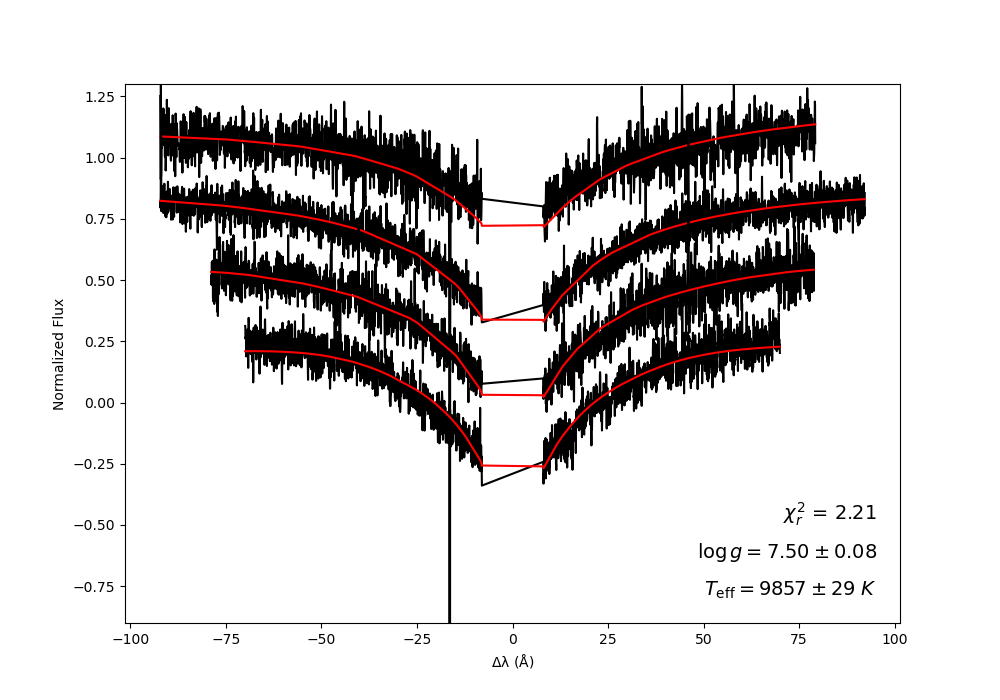 1.25
1.00
0.75
0.50
0.25
0.00
−0.25
−0.50
−0.75
Normalized Flux
χ²ᵣ = 2.21
log g = 7.50 ± 0.08
T_eff = 9857 ± 29 K
−100 −75 −50 −25 0 25 50 75 100
Δλ (Å)